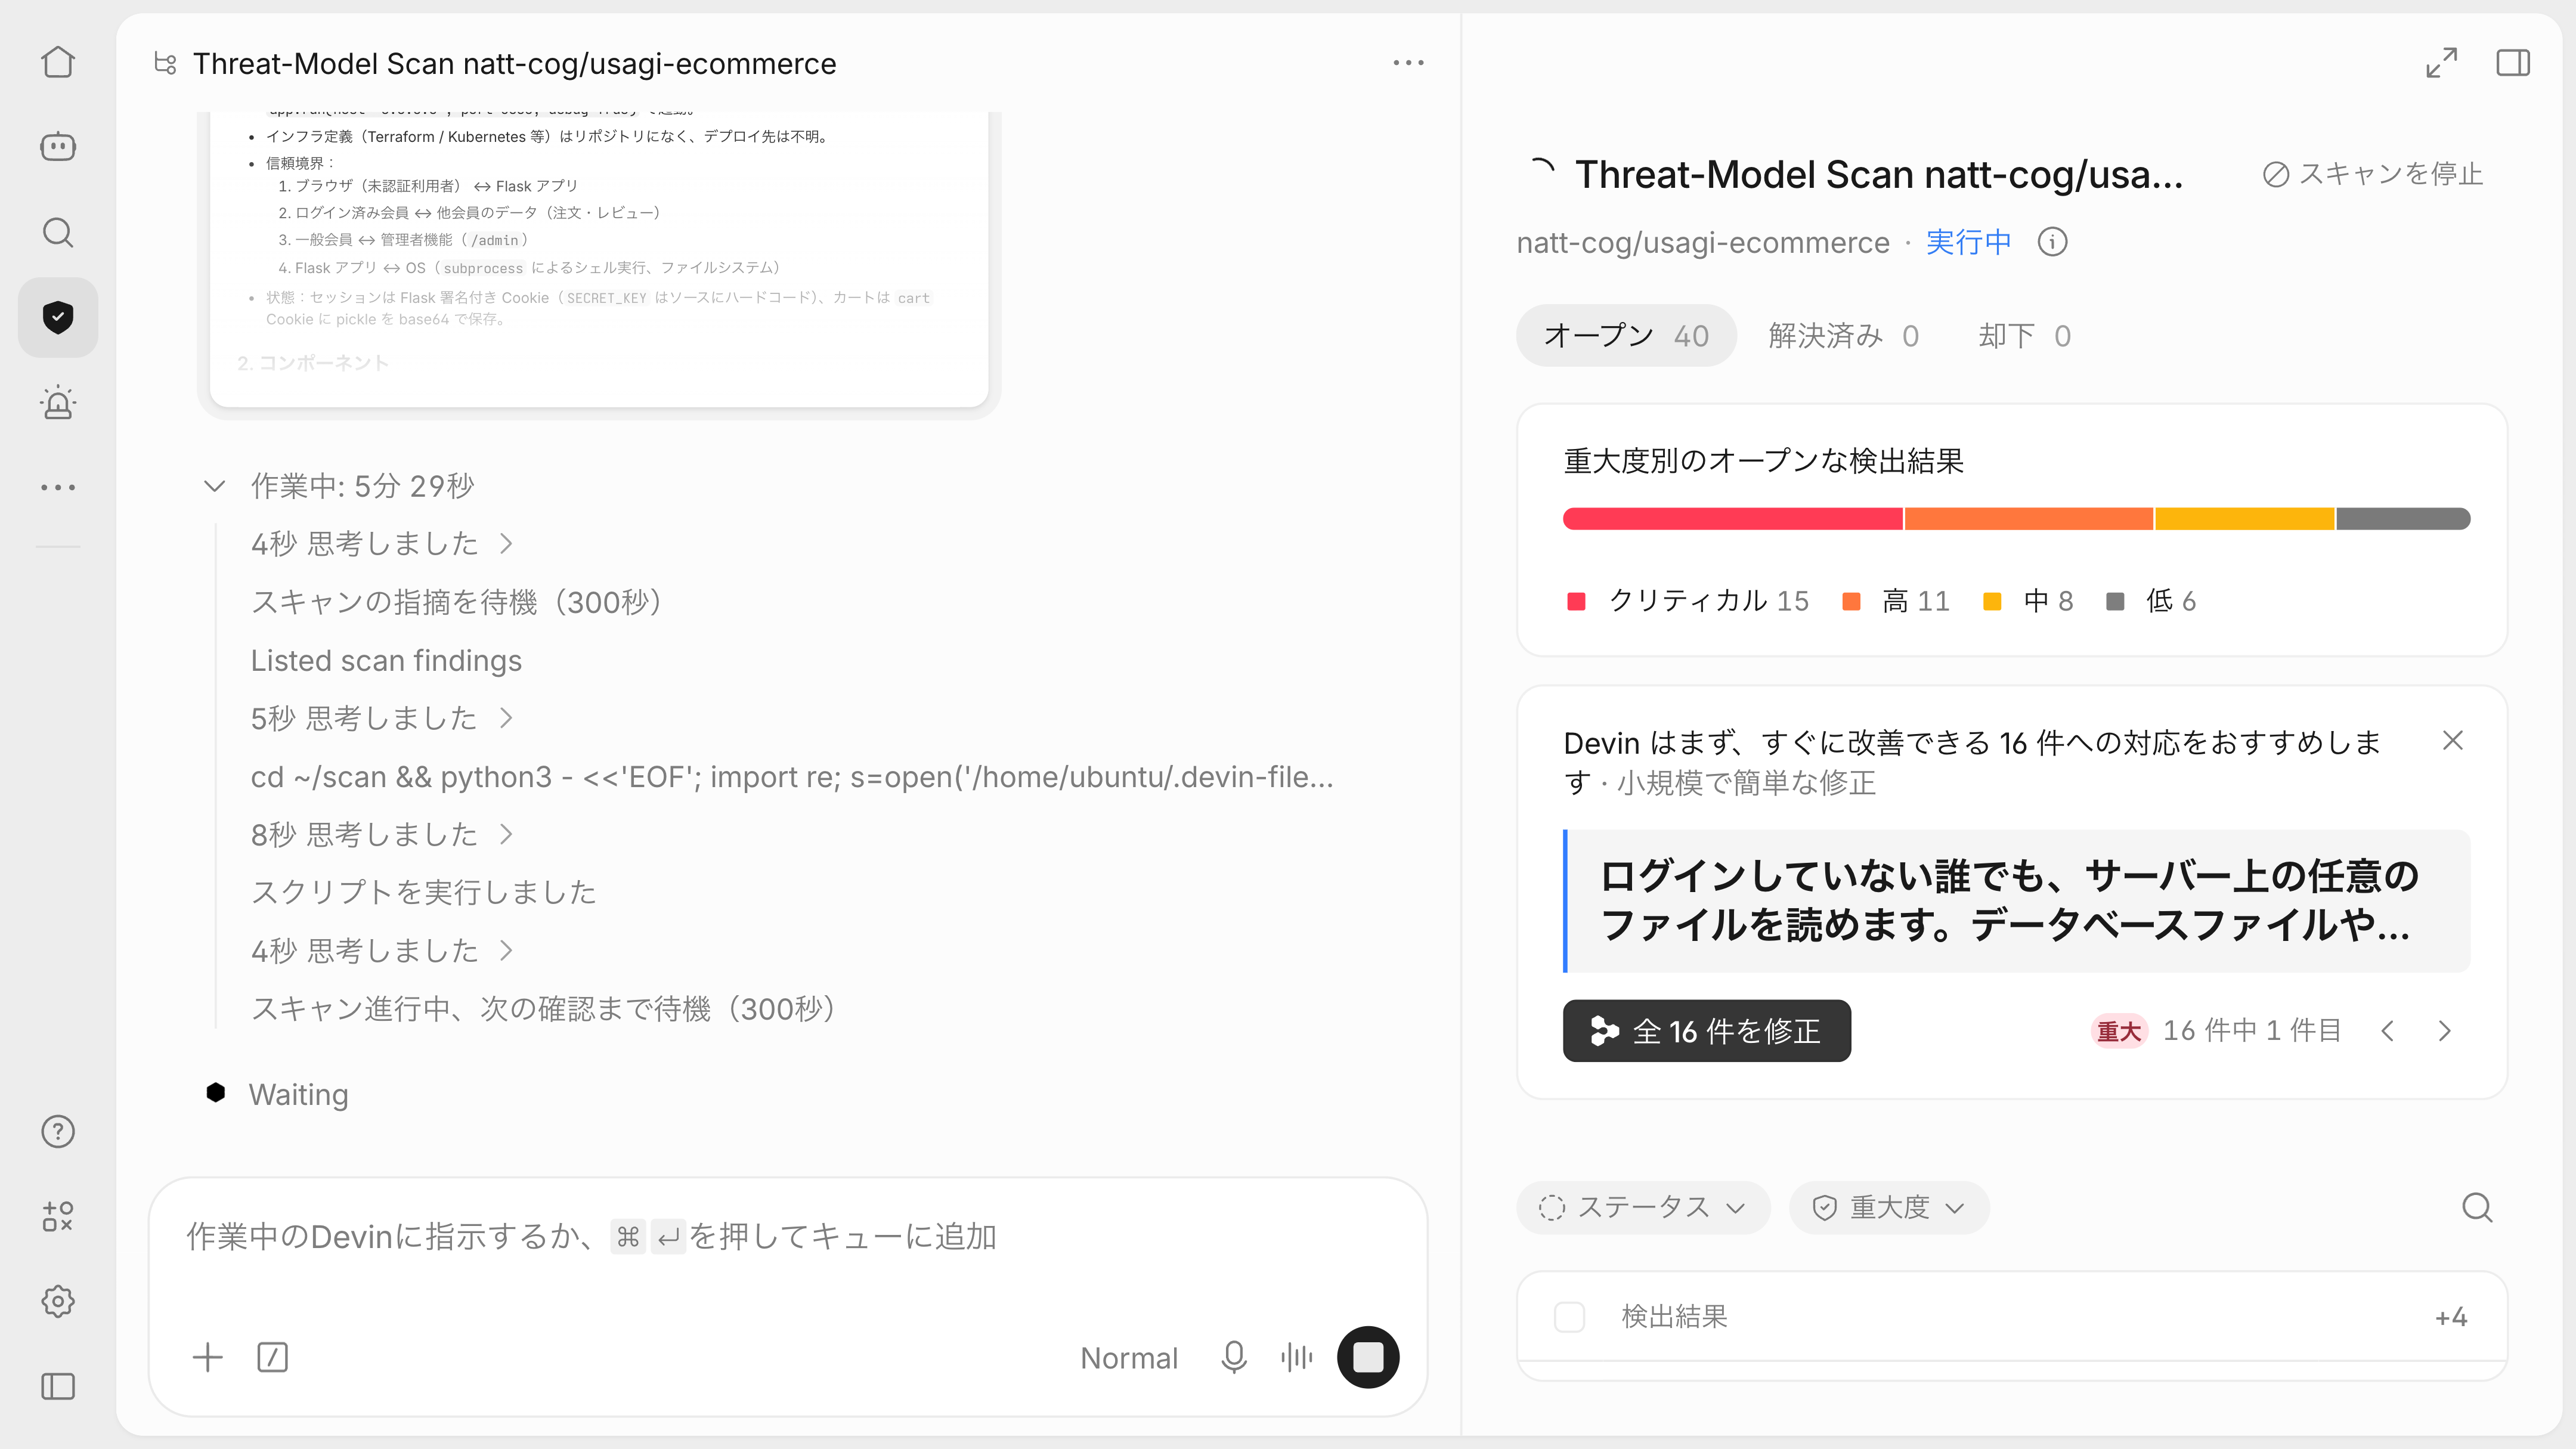 Threat-Model Scan natt-cog/usagi-ecommerce
インフラ定義（Terraform / Kubernetes 等）はリポジトリになく、デプロイ先は不明。
信頼境界：
1. ブラウザ（未認証利用者） ↔ Flask アプリ
2. ログイン済み会員 ↔ 他会員のデータ（注文・レビュー）
3. 一般会員 ↔ 管理者機能（ /admin ）
4. Flask アプリ ↔ OS（ subprocess によるシェル実行、ファイルシステム）
状態：セッションは Flask 署名付き Cookie（ SECRET_KEY はソースにハードコード）、カートは cart
Cookie に pickle を base64 で保存。
2. コンポーネント
作業中: 5分 29秒
4秒 思考しました
スキャンの指摘を待機（300秒）
Listed scan findings
5秒 思考しました
cd ~/scan && python3 - <<'EOF'; import re; s=open('/home/ubuntu/.devin-file...
8秒 思考しました
スクリプトを実行しました
4秒 思考しました
スキャン進行中、次の確認まで待機（300秒）
Waiting
作業中のDevinに指示するか、⌘ ↵ を押してキューに追加
Normal
Threat-Model Scan natt-cog/usa...
スキャンを停止
natt-cog/usagi-ecommerce · 実行中
オープン 40 解決済み 0 却下 0
重大度別のオープンな検出結果
クリティカル 15 高 11 中 8 低 6
Devin はまず、すぐに改善できる 16 件への対応をおすすめしま
す · 小規模で簡単な修正
ログインしていない誰でも、サーバー上の任意の
ファイルを読めます。データベースファイルや...
全 16 件を修正
重大 16 件中 1 件目
ステータス 重大度
検出結果 +4